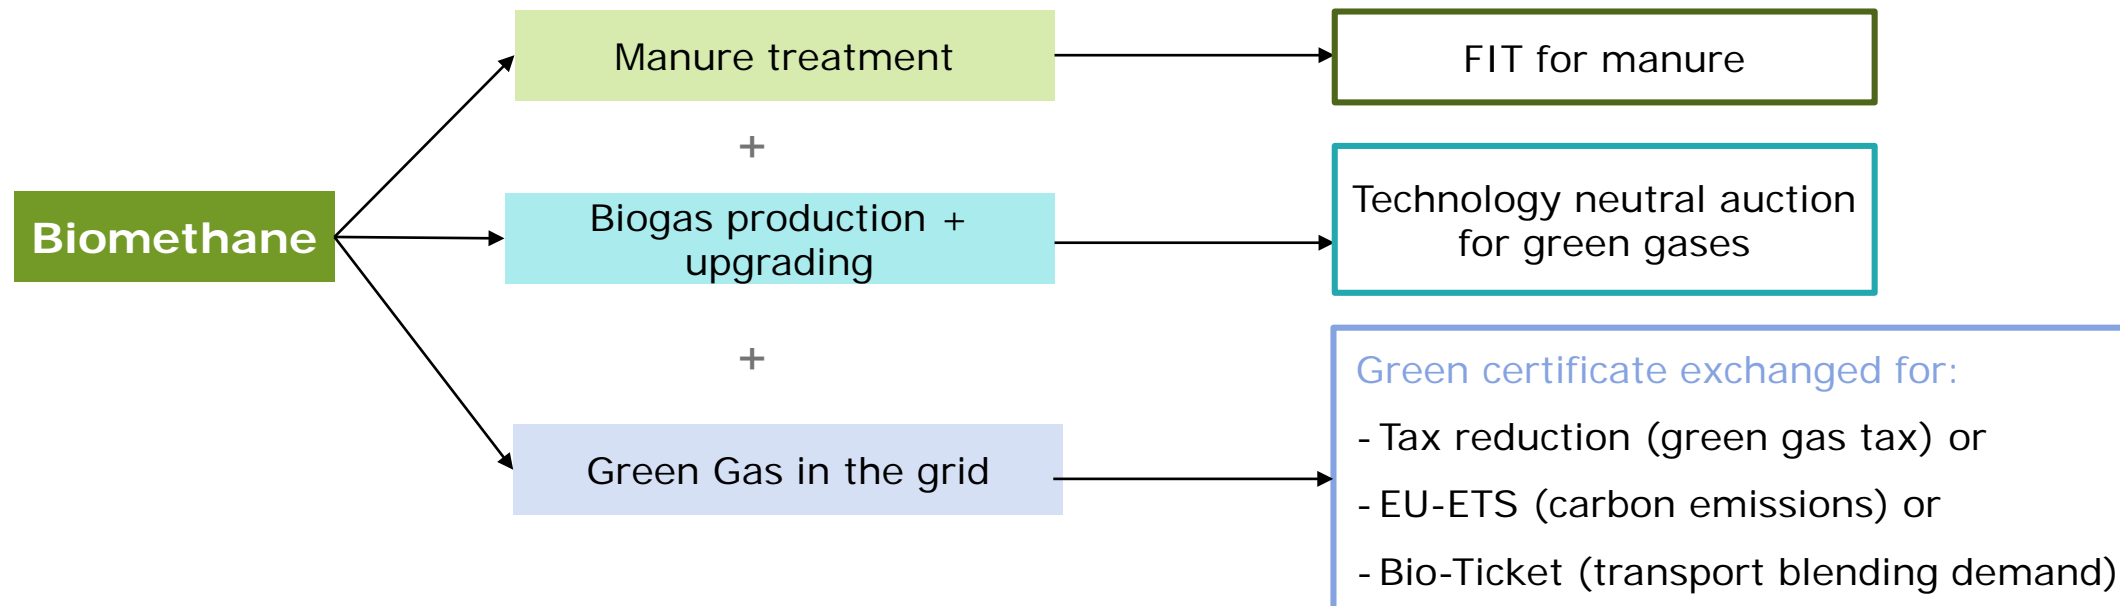 Manure treatment
FIT for manure
+
Biomethane
Biogas production +
upgrading
Technology neutral auction
for green gases
+
Green Gas in the grid
Green certificate exchanged for:
- Tax reduction (green gas tax) or
- EU-ETS (carbon emissions) or
- Bio-Ticket (transport blending demand)